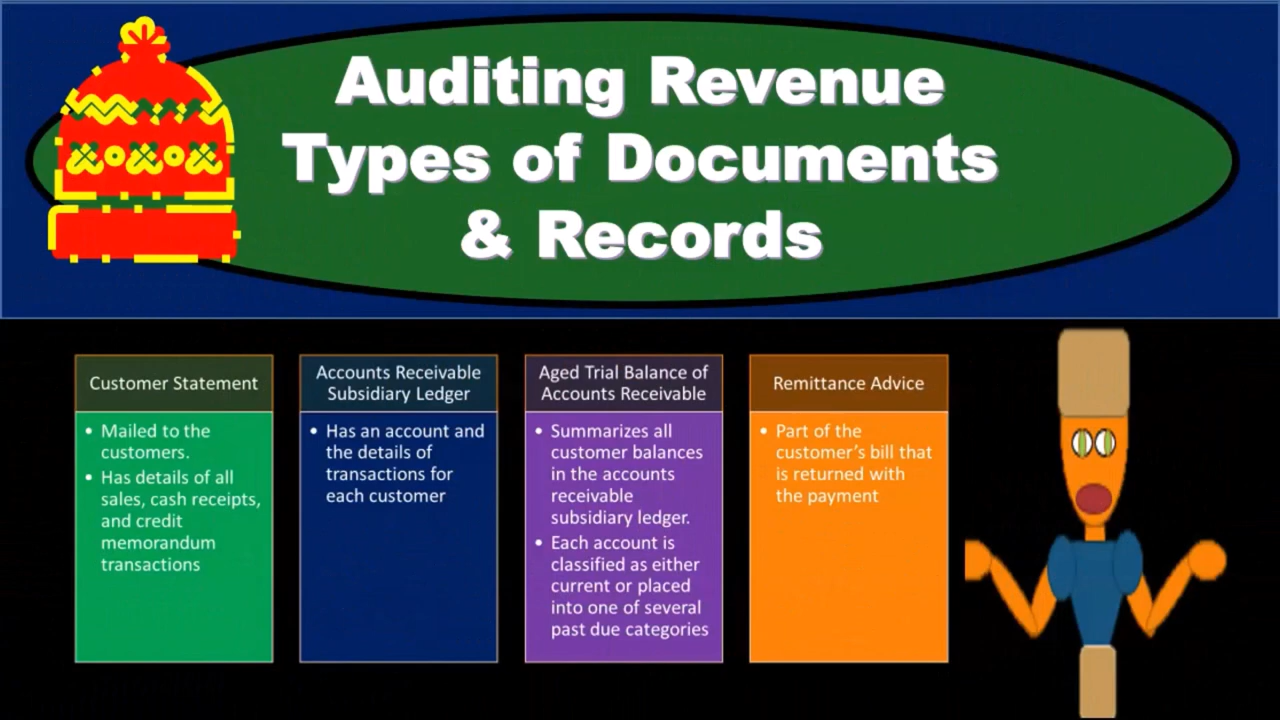 Auditing Revenue
Types of Documents
& Records
Customer Statement
• Mailed to the
customers.
• Has details of all
sales, cash receipts,
and credit
memorandum
transactions
Accounts Receivable
Subsidiary Ledger
• Has an account and
the details of
transactions for
each customer
Aged Trial Balance of
Accounts Receivable
• Summarizes all
customer balances
in the accounts
receivable
subsidiary ledger.
• Each account is
classified as either
current or placed
into one of several
past due categories
Remittance Advice
• Part of the
customer's bill that
is returned with
the payment